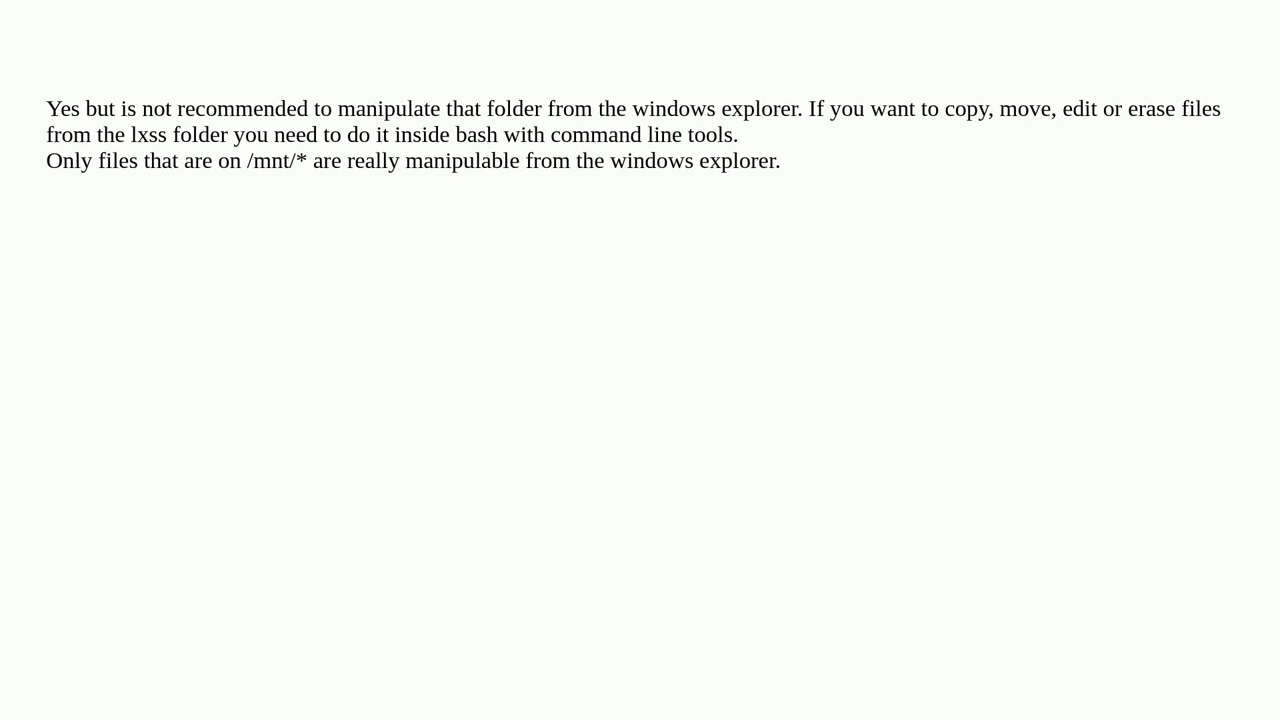 Yes but is not recommended to manipulate that folder from the windows explorer. If you want to copy, move, edit or erase files
from the lxss folder you need to do it inside bash with command line tools.
Only files that are on /mnt/* are really manipulable from the windows explorer.